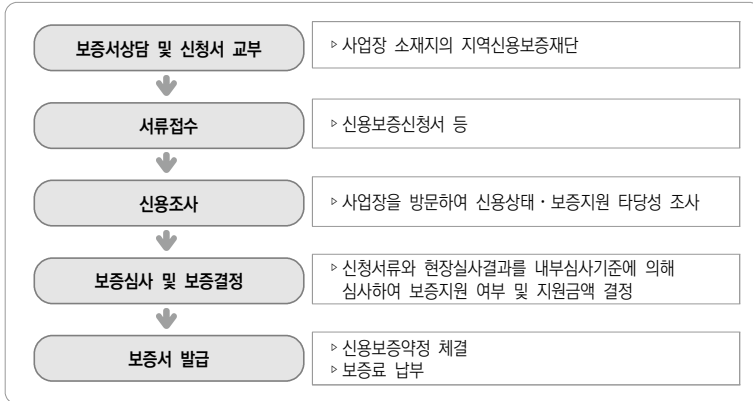 보증서상담 및 신청서 교부
▹사업장 소재지의 지역신용보증재단
서류접수
▹신용보증신청서 등
신용조사
▹사업장을 방문하여 신용상태・보증지원 타당성 조사
보증심사 및 보증결정
▹신청서류와 현장실사결과를 내부심사기준에 의해
심사하여 보증지원 여부 및 지원금액 결정
보증서 발급
▹신용보증약정 체결
▹보증료 납부